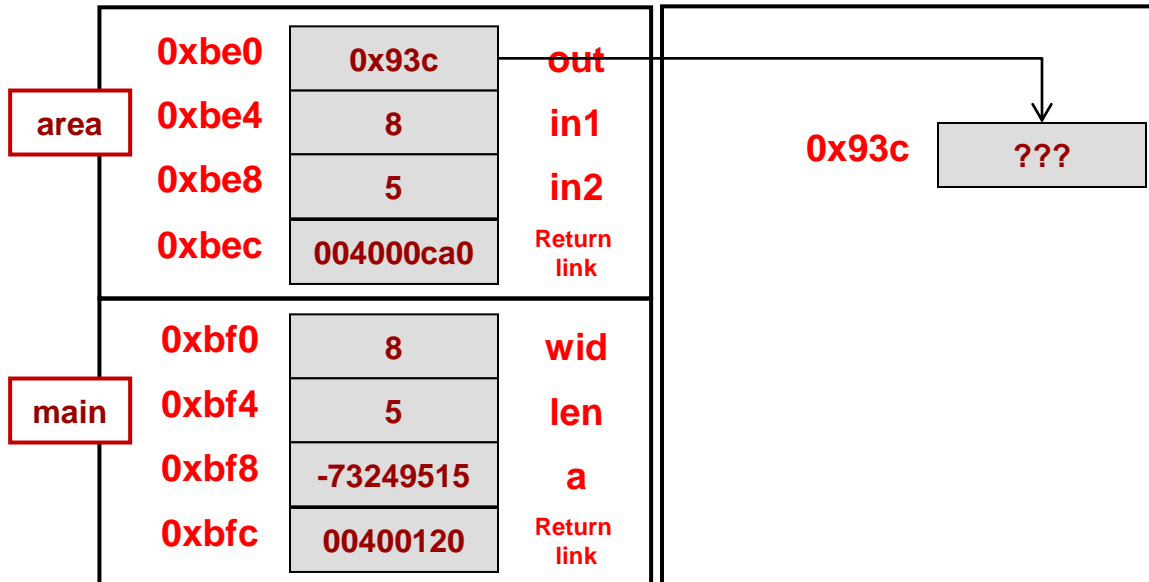 0xbe0 0x93c out
area 0xbe4 8 in1
0xbe8 5 in2
0xbec 004000ca0 Return
link
0x93c ???
0xbf0 8 wid
main 0xbf4 5 len
0xbf8 -73249515 a
0xbfc 00400120 Return
link